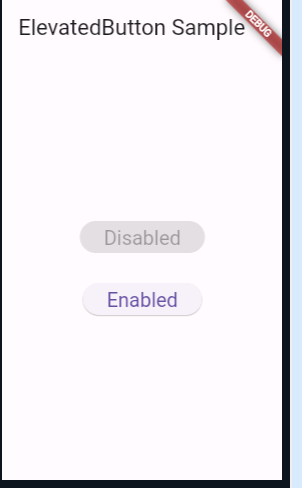 ElevatedButton Sample
DEBUG
Disabled
Enabled